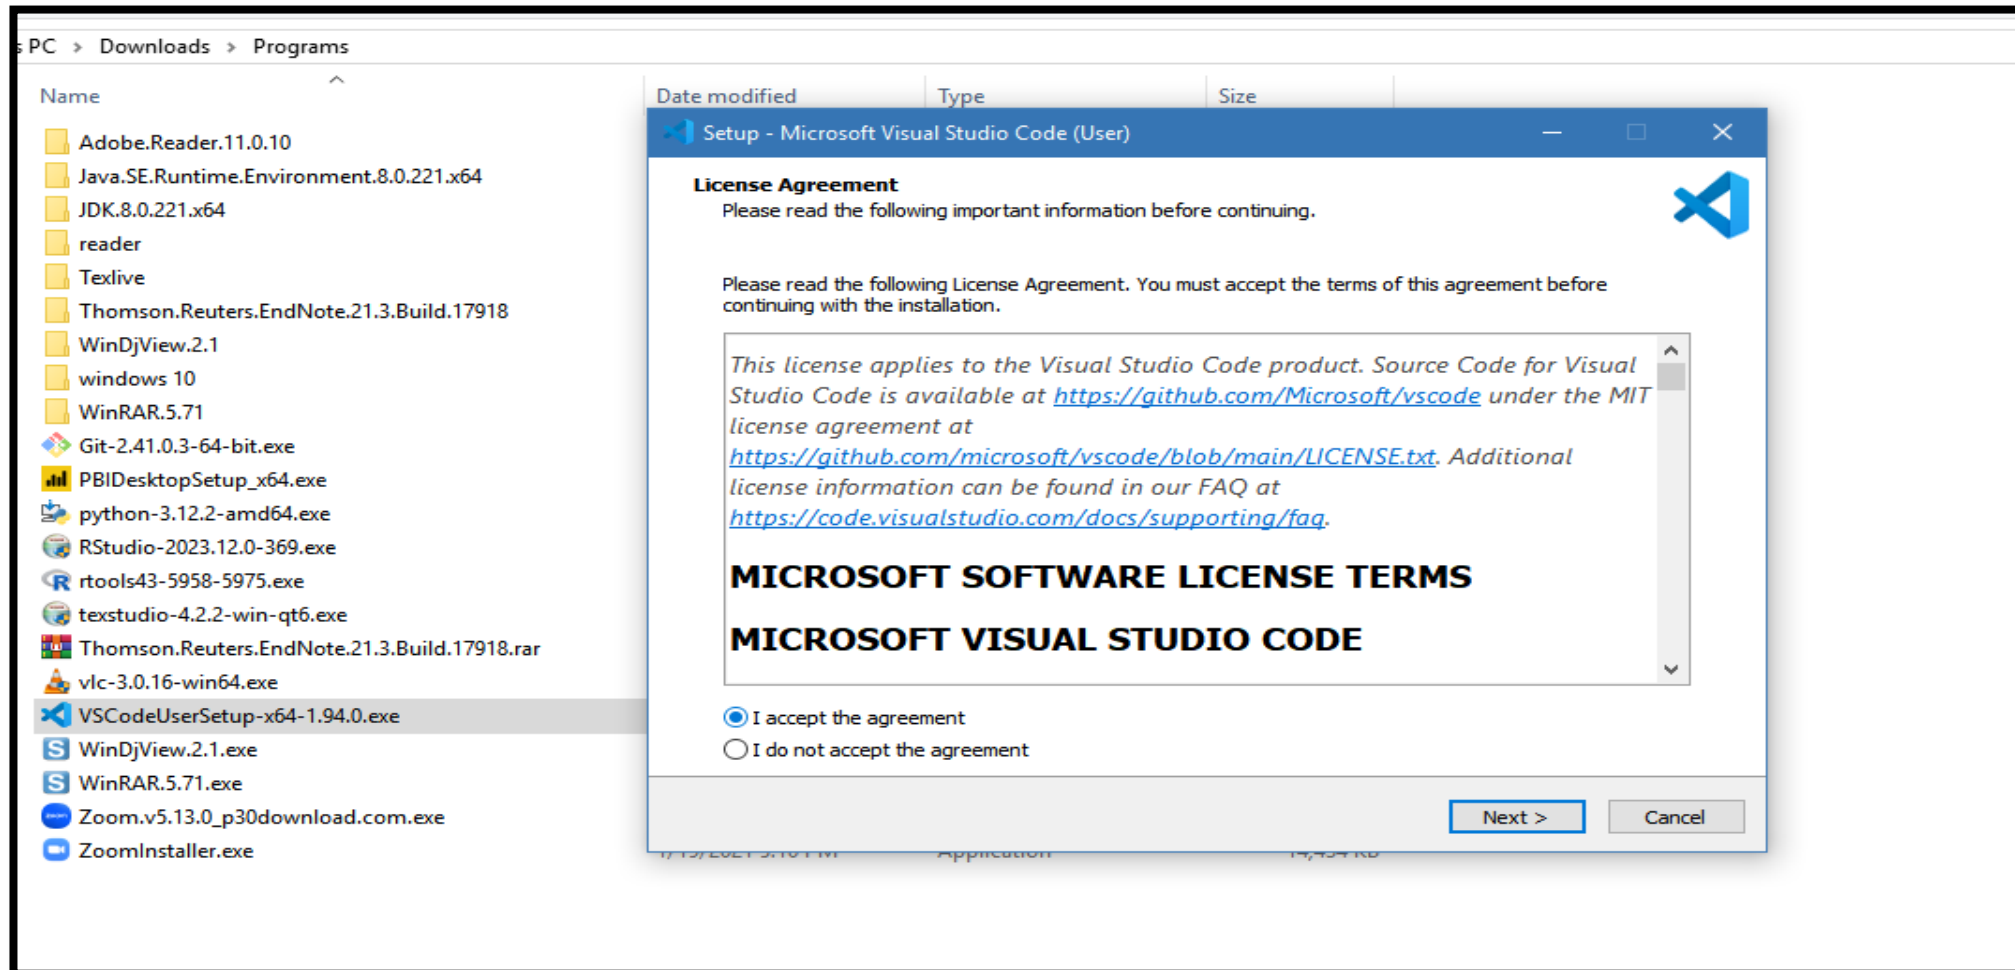 s PC > Downloads > Programs
Name Date modified Type Size
Adobe.Reader.11.0.10
Java.SE.Runtime.Environment.8.0.221.x64
JDK.8.0.221.x64
reader
Texlive
Thomson.Reuters.EndNote.21.3.Build.17918
WinDjView.2.1
windows 10
WinRAR.5.71
Git-2.41.0.3-64-bit.exe
PBIDesktopSetup_x64.exe
python-3.12.2-amd64.exe
RStudio-2023.12.0-369.exe
rtools43-5958-5975.exe
texstudio-4.2.2-win-qt6.exe
Thomson.Reuters.EndNote.21.3.Build.17918.rar
vlc-3.0.16-win64.exe
VSCodeUserSetup-x64-1.94.0.exe
WinDjView.2.1.exe
WinRAR.5.71.exe
Zoom.v5.13.0_p30download.com.exe
ZoomInstaller.exe
Setup - Microsoft Visual Studio Code (User)
License Agreement
Please read the following important information before continuing.
Please read the following License Agreement. You must accept the terms of this agreement before
continuing with the installation.
This license applies to the Visual Studio Code product. Source Code for Visual
Studio Code is available at https://github.com/Microsoft/vscode under the MIT
license agreement at
https://github.com/microsoft/vscode/blob/main/LICENSE.txt. Additional
license information can be found in our FAQ at
https://code.visualstudio.com/docs/supporting/faq.
MICROSOFT SOFTWARE LICENSE TERMS
MICROSOFT VISUAL STUDIO CODE
I accept the agreement
I do not accept the agreement
Next > Cancel
Application